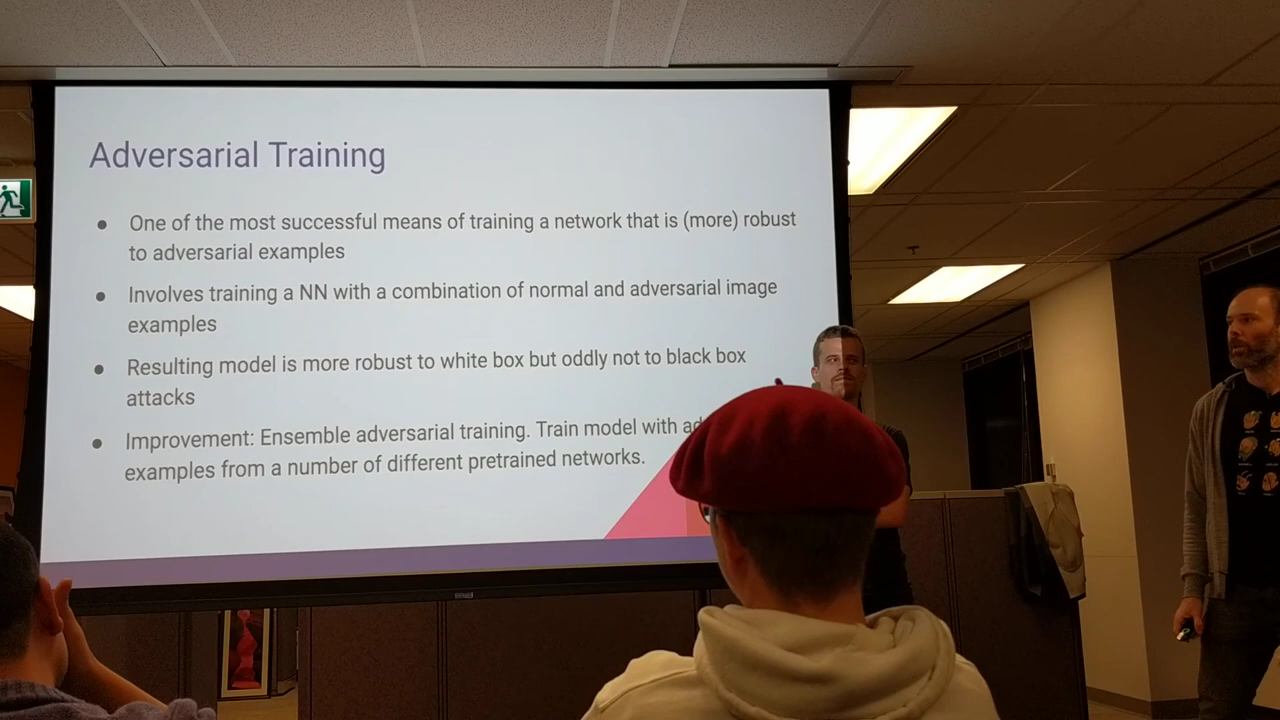 Adversarial Training
One of the most successful means of training a network that is (more) robust
to adversarial examples
Involves training a NN with a combination of normal and adversarial image
examples
Resulting model is more robust to white box but oddly not to black box
attacks
Improvement: Ensemble adversarial training. Train model with
examples from a number of different pretrained networks.